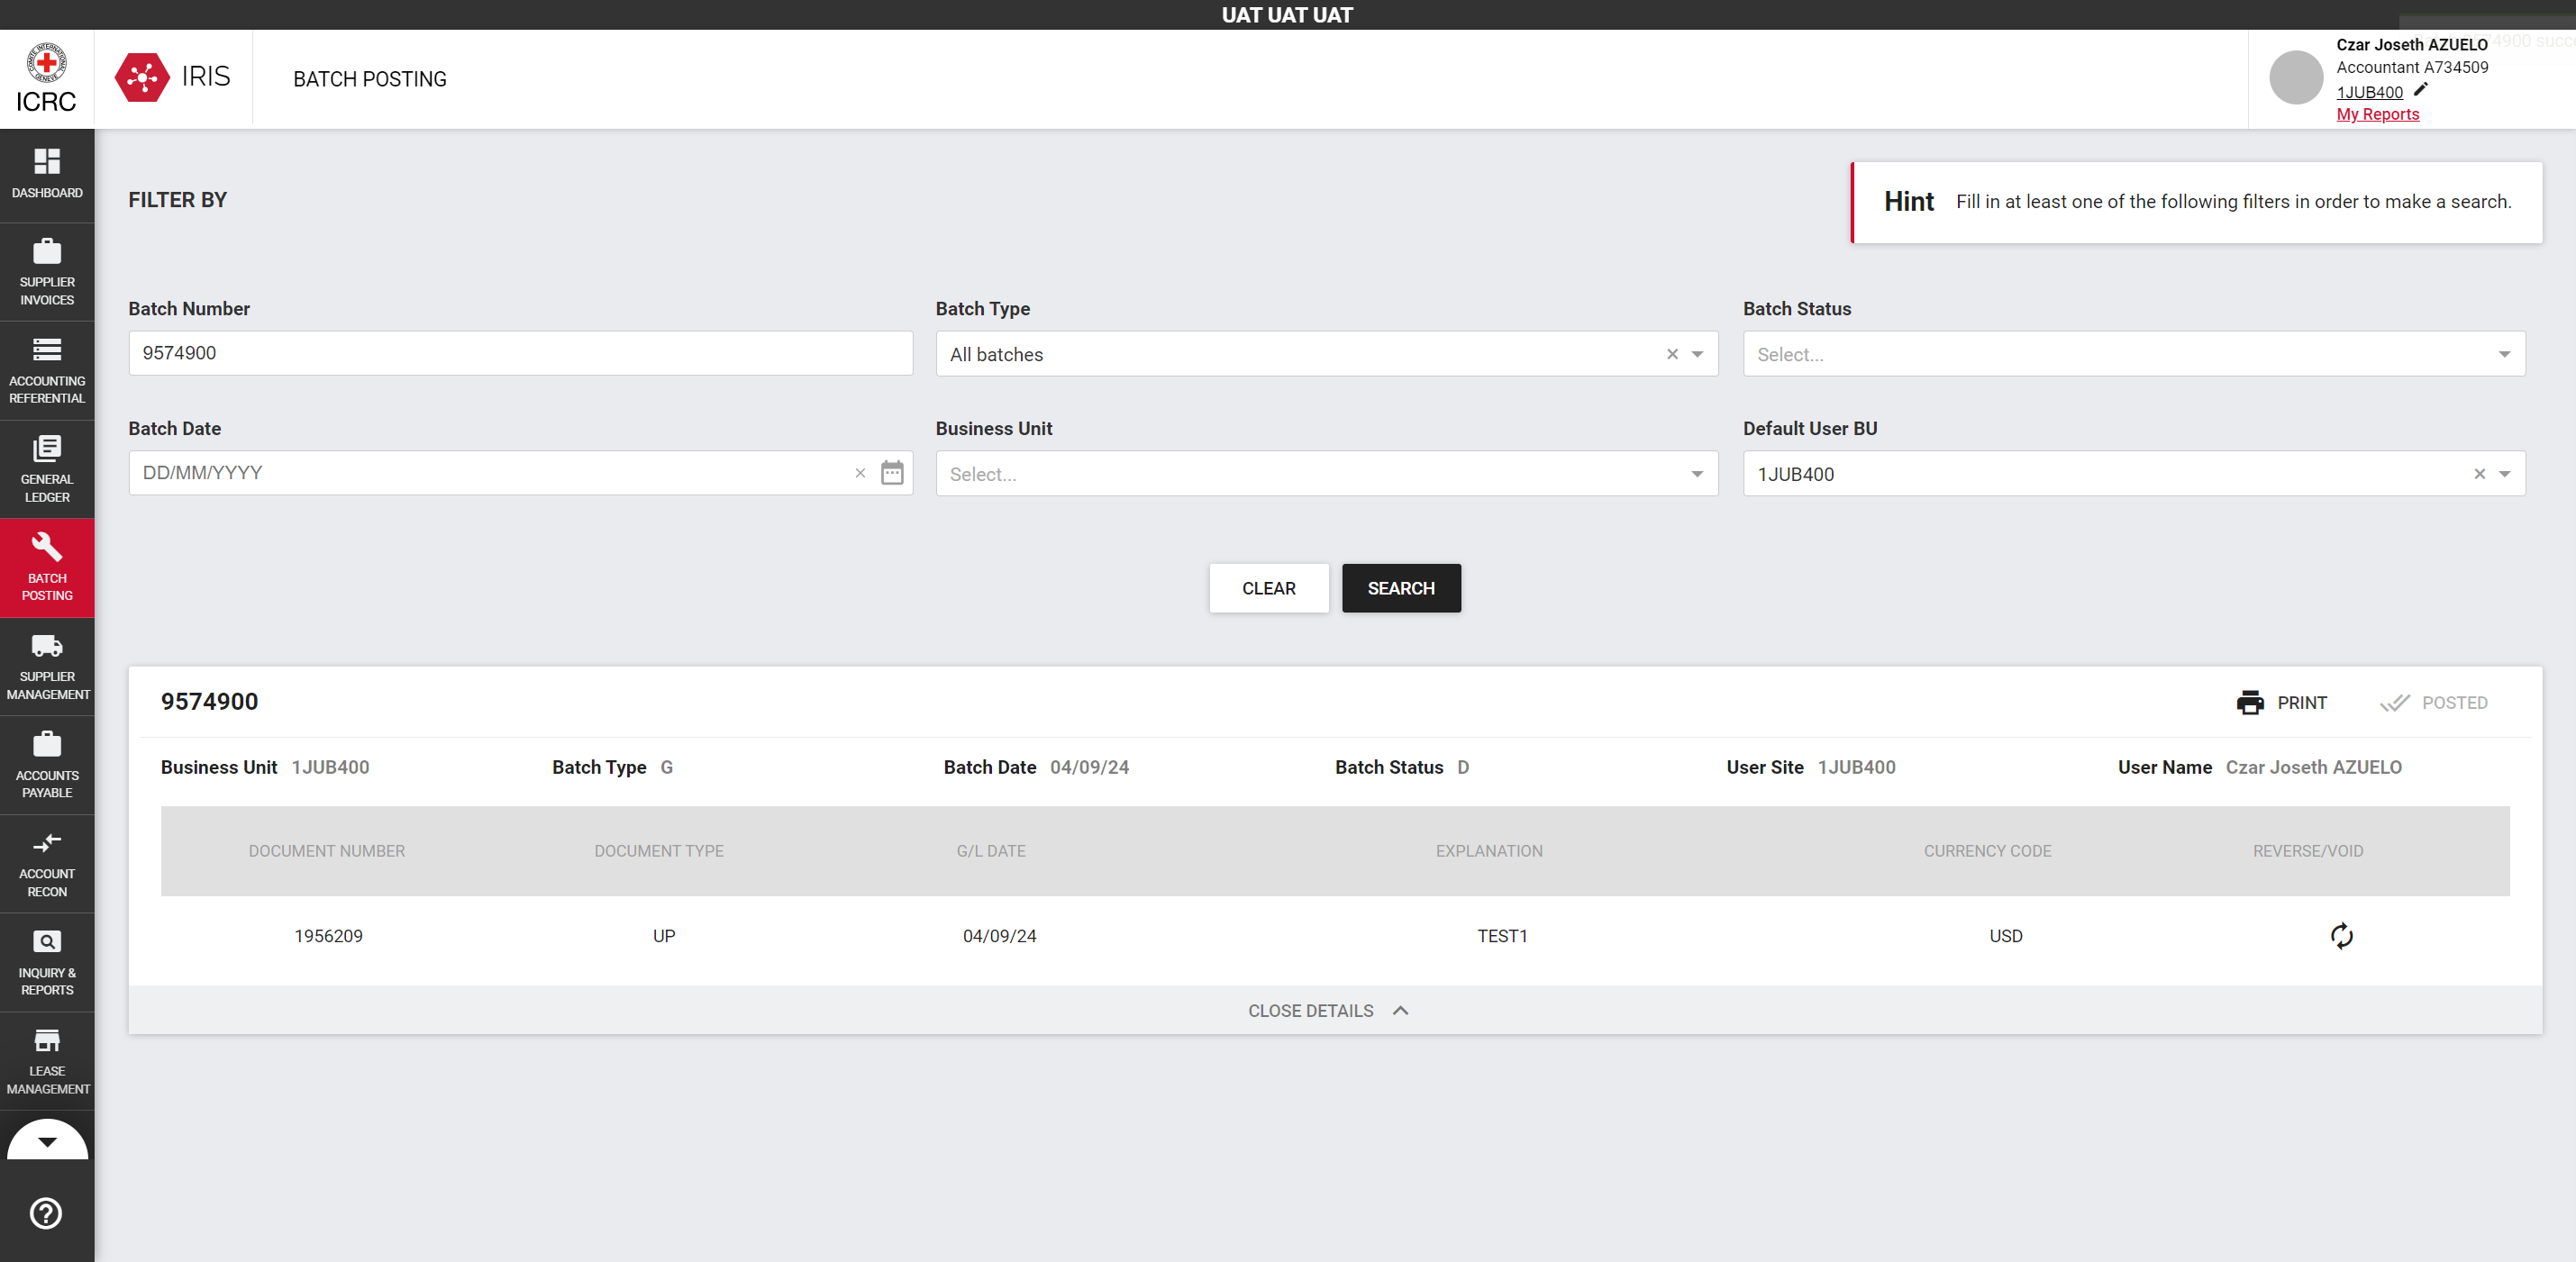 UAT UAT UAT
ICRC
IRIS
BATCH POSTING
Czar Joseth AZUELO
Accountant A734509
1JUB400
My Reports
DASHBOARD
SUPPLIER
INVOICES
ACCOUNTING
REFERENTIAL
GENERAL
LEDGER
BATCH
POSTING
SUPPLIER
MANAGEMENT
ACCOUNTS
PAYABLE
ACCOUNT
RECON
INQUIRY &
REPORTS
LEASE
MANAGEMENT
FILTER BY
Hint Fill in at least one of the following filters in order to make a search.
Batch Number Batch Type Batch Status
9574900 All batches Select...
Batch Date Business Unit Default User BU
DD/MM/YYYY Select... 1JUB400
CLEAR SEARCH
9574900 PRINT POSTED
Business Unit 1JUB400 Batch Type G Batch Date 04/09/24 Batch Status D User Site 1JUB400 User Name Czar Joseth AZUELO
DOCUMENT NUMBER DOCUMENT TYPE G/L DATE EXPLANATION CURRENCY CODE REVERSE/VOID
1956209 UP 04/09/24 TEST1 USD
CLOSE DETAILS